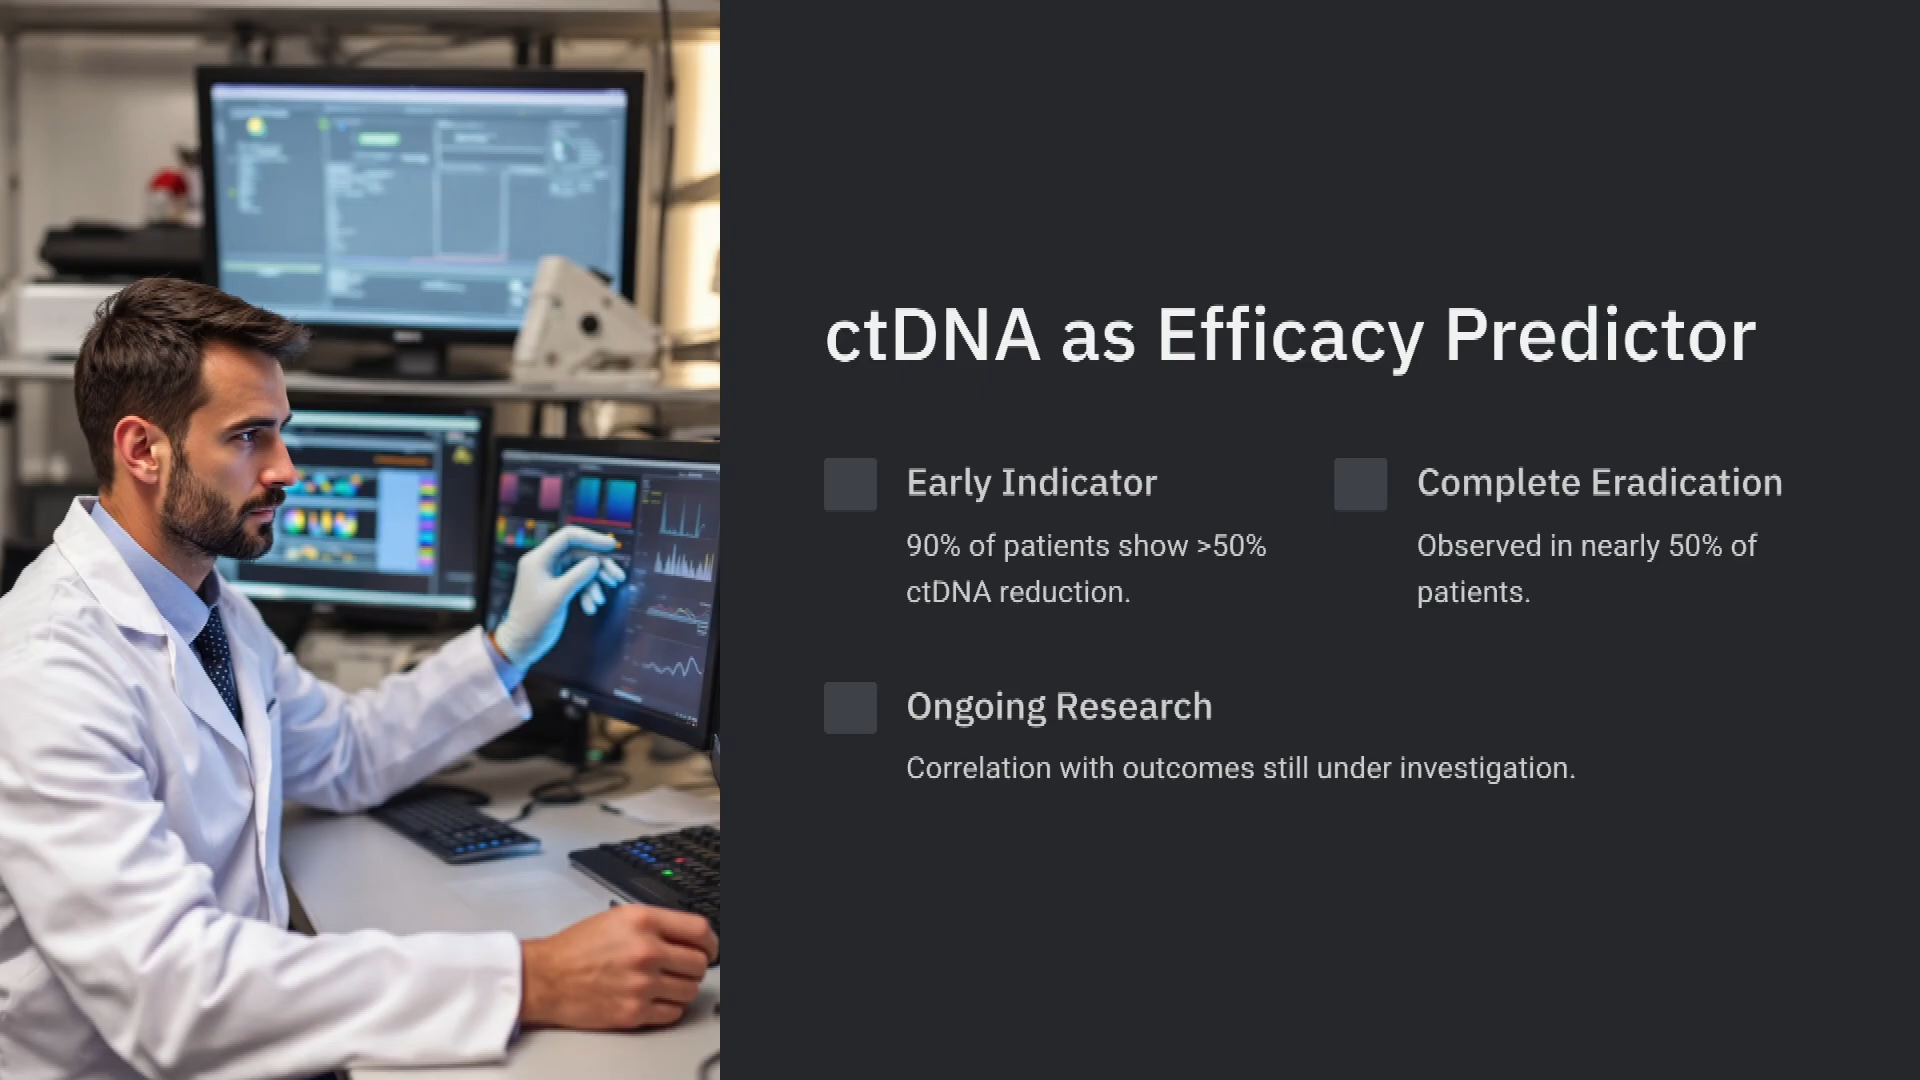 ctDNA as Efficacy Predictor
Early Indicator
90% of patients show >50%
ctDNA reduction.
Complete Eradication
Observed in nearly 50% of
patients.
Ongoing Research
Correlation with outcomes still under investigation.